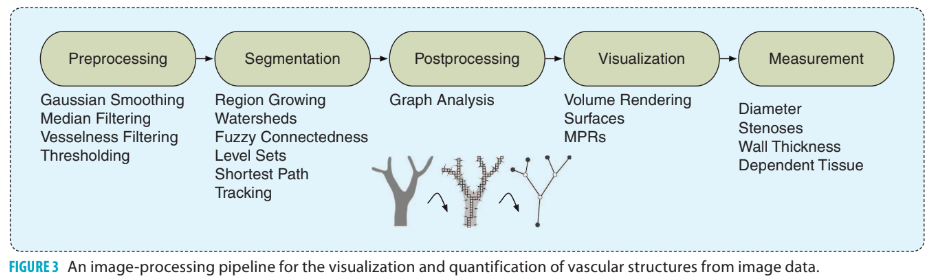 Preprocessing
Segmentation
Postprocessing
Visualization
Measurement
Gaussian Smoothing
Median Filtering
Vesselness Filtering
Thresholding
Region Growing
Watersheds
Fuzzy Connectedness
Level Sets
Shortest Path
Tracking
Graph Analysis
Volume Rendering
Surfaces
MPRs
Diameter
Stenoses
Wall Thickness
Dependent Tissue
FIGURE 3 An image-processing pipeline for the visualization and quantification of vascular structures from image data.